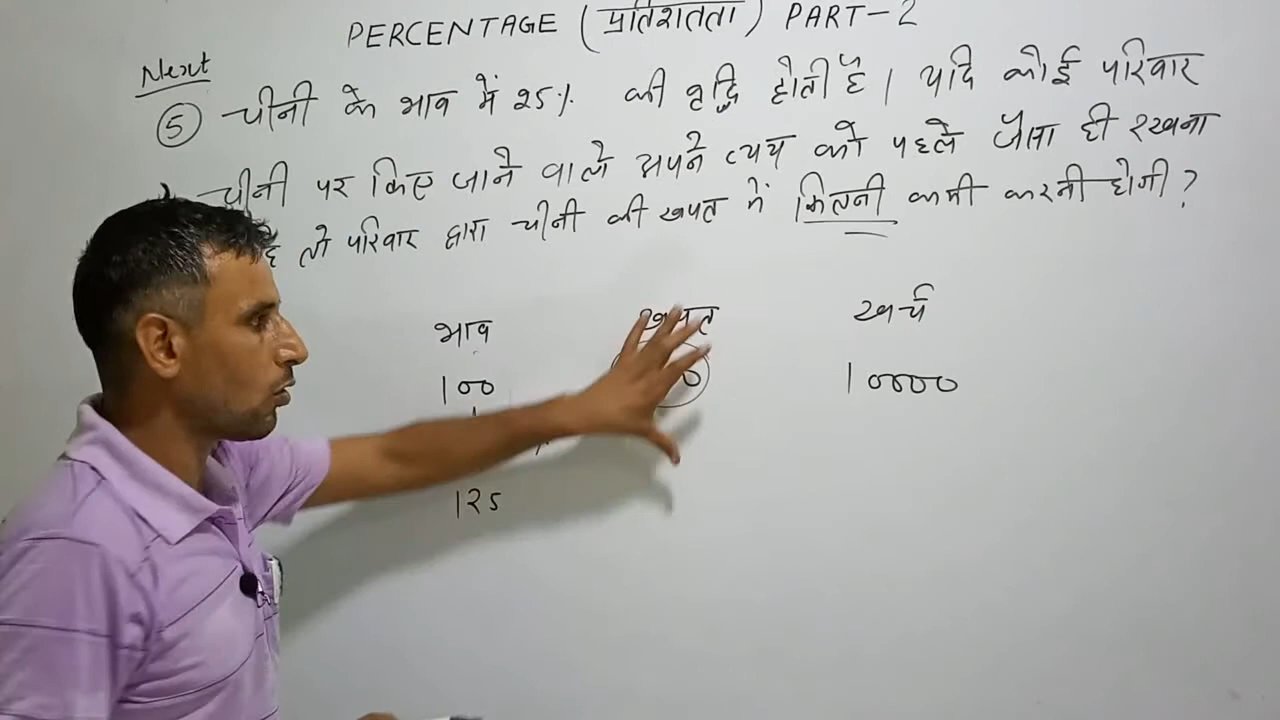 PERCENTAGE (प्रतिशतता) PART-2
Next
⑤ चीनी के भाव में 25% की वृद्धि होती है। यदि कोई परिवार
चीनी पर किए जाने वाले अपने व्यय को पहले जैसा ही रखना
तो परिवार द्वारा चीनी की खपत में कितनी कमी करनी होगी?
भाव खपत खर्च
100 10000
125